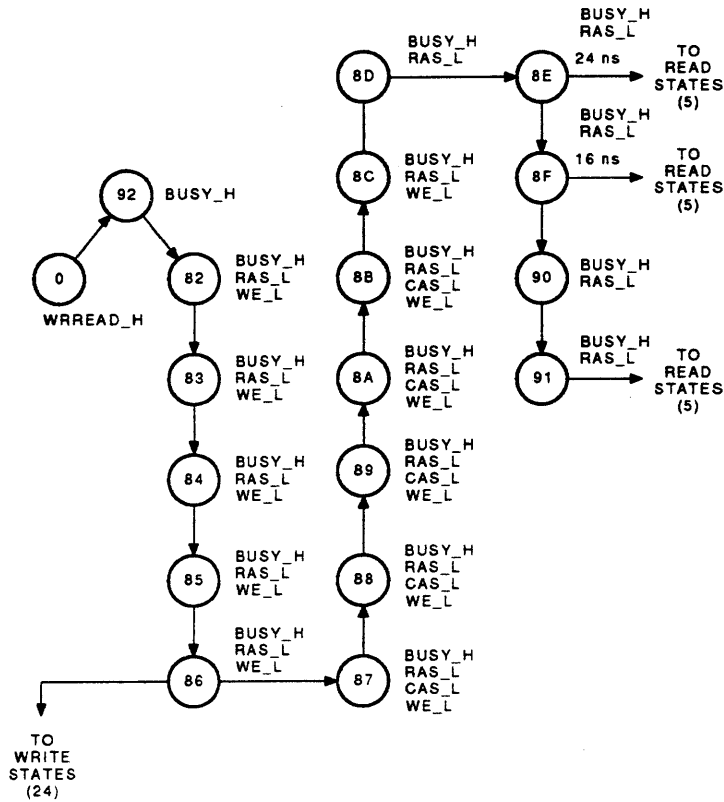 92
BUSY_H
0
WRREAD_H
82
BUSY_H
RAS_L
WE_L
83
BUSY_H
RAS_L
WE_L
84
BUSY_H
RAS_L
WE_L
85
BUSY_H
RAS_L
WE_L
86
BUSY_H
RAS_L
WE_L
TO
WRITE
STATES
(24)
87
BUSY_H
RAS_L
CAS_L
WE_L
88
BUSY_H
RAS_L
CAS_L
WE_L
89
BUSY_H
RAS_L
CAS_L
WE_L
8A
BUSY_H
RAS_L
CAS_L
WE_L
8B
BUSY_H
RAS_L
CAS_L
WE_L
8C
BUSY_H
RAS_L
WE_L
8D
BUSY_H
RAS_L
8E
BUSY_H
RAS_L
24 ns
TO
READ
STATES
(5)
8F
BUSY_H
RAS_L
16 ns
TO
READ
STATES
(5)
90
BUSY_H
RAS_L
91
BUSY_H
RAS_L
TO
READ
STATES
(5)